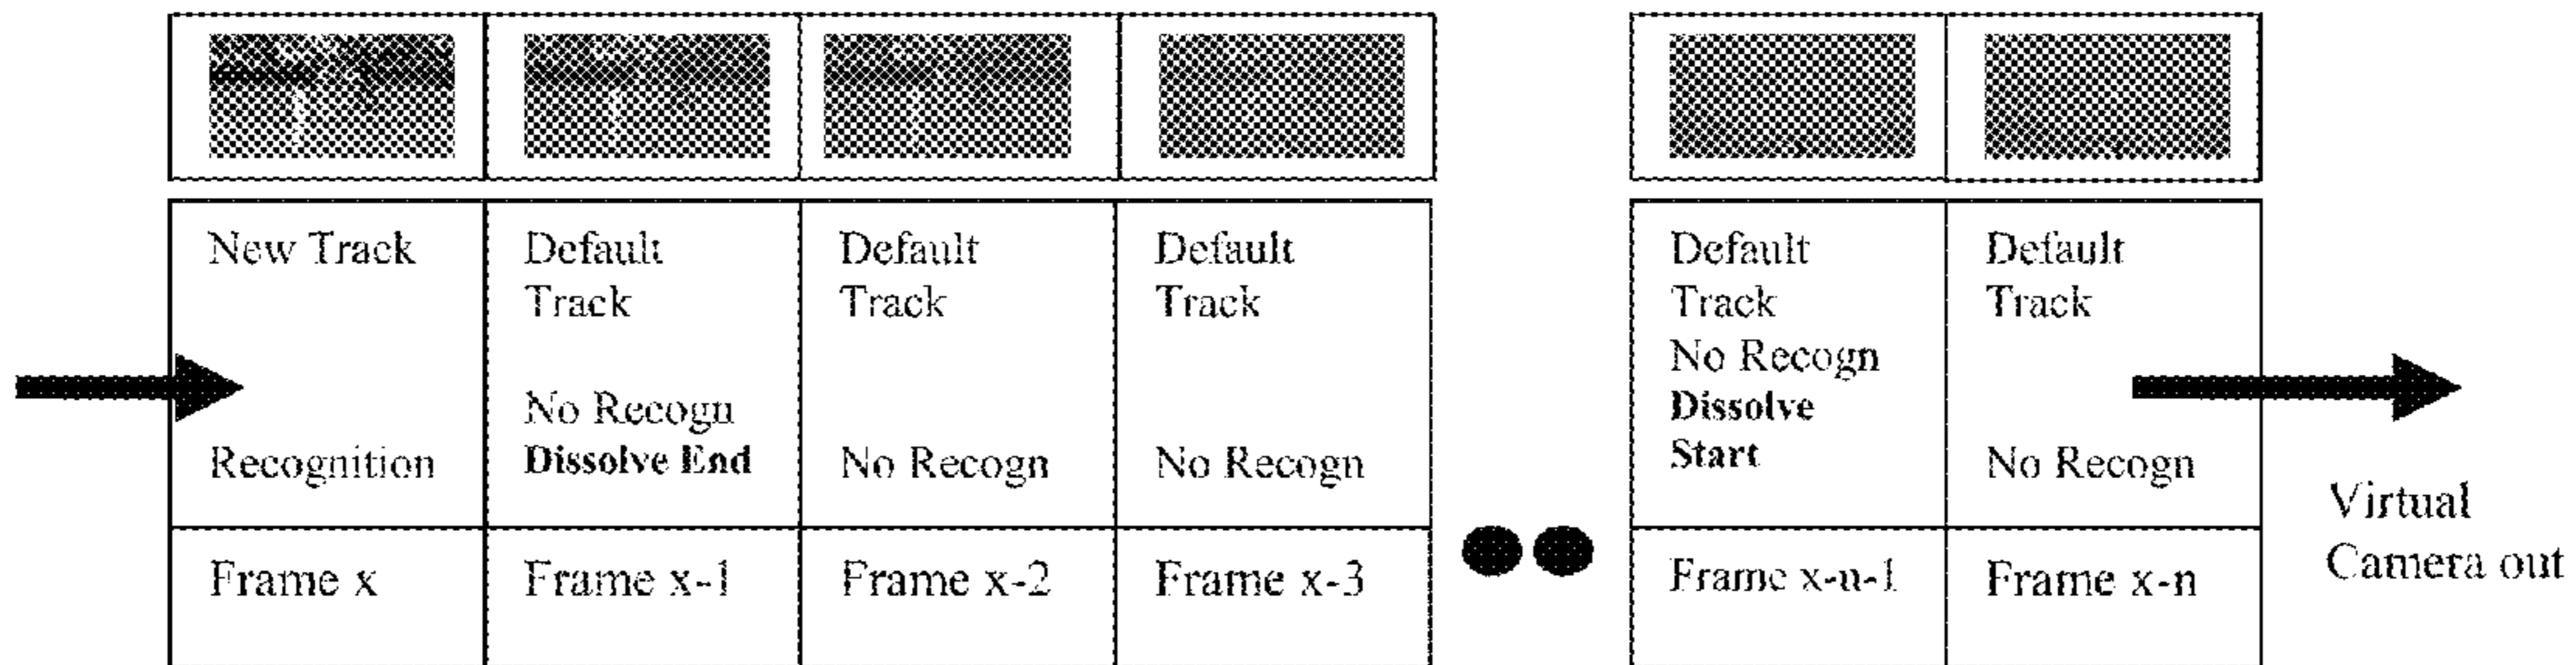 New Track
Recognition
Default
Track
No Recogn
Dissolve End
Default
Track
No Recogn
Default
Track
No Recogn
Default
Track
No Recogn
Dissolve
Start
Default
Track
No Recogn
Frame x
Frame x-1
Frame x-2
Frame x-3
Frame x-n-1
Frame x-n
Virtual
Camera out